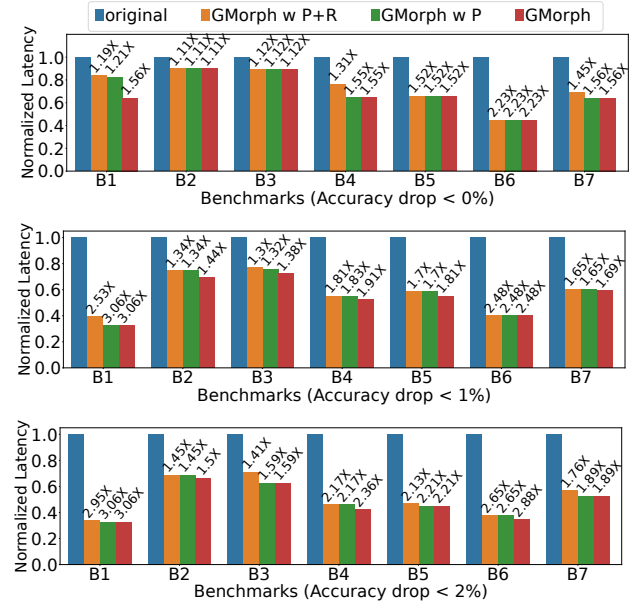 original GMorph w P+R GMorph w P GMorph
Normalized Latency
1.0
0.8
0.6
0.4
0.2
0.0
1.19X 1.21X 1.56X 1.11X 1.11X 1.11X 1.12X 1.12X 1.12X 1.31X 1.55X 1.55X 1.52X 1.52X 1.52X 2.23X 2.23X 2.23X 1.45X 1.56X 1.56X
B1 B2 B3 B4 B5 B6 B7
Benchmarks (Accuracy drop < 0%)
Normalized Latency
1.0
0.8
0.6
0.4
0.2
0.0
2.53X 3.06X 3.06X 1.34X 1.34X 1.44X 1.3X 1.32X 1.38X 1.81X 1.83X 1.91X 1.7X 1.7X 1.81X 2.48X 2.48X 2.48X 1.65X 1.65X 1.69X
B1 B2 B3 B4 B5 B6 B7
Benchmarks (Accuracy drop < 1%)
Normalized Latency
1.0
0.8
0.6
0.4
0.2
0.0
2.95X 3.06X 3.06X 1.45X 1.45X 1.5X 1.41X 1.59X 1.59X 2.17X 2.17X 2.36X 2.13X 2.21X 2.21X 2.65X 2.65X 2.88X 1.76X 1.89X 1.89X
B1 B2 B3 B4 B5 B6 B7
Benchmarks (Accuracy drop < 2%)